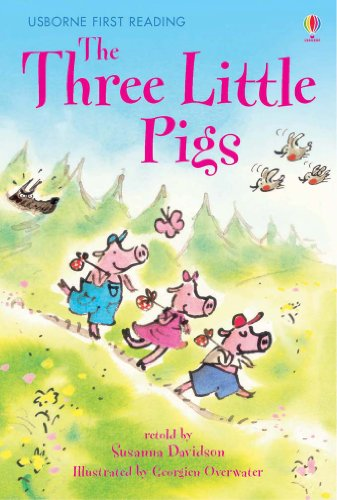 USBORNE FIRST READING
The
Three Little
Pigs
retold by
Susanna Davidson
Illustrated by Georgien Overwater